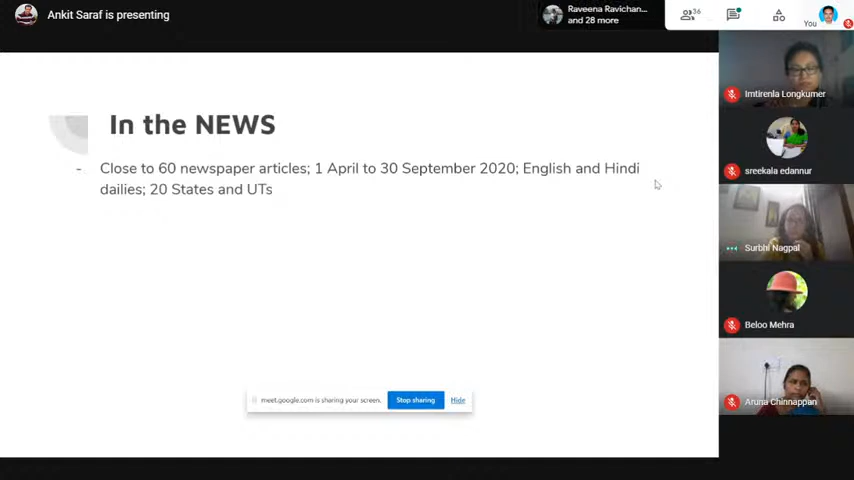 Ankit Saraf is presenting
Raveena Ravichan...
and 28 more
36
You
In the NEWS
- Close to 60 newspaper articles; 1 April to 30 September 2020; English and Hindi
dailies; 20 States and UTs
meet.google.com is sharing your screen.
Stop sharing
Hide
Imtirenla Longkumer
sreekala edannur
Surbhi Nagpal
Beloo Mehra
Aruna Chinnappan